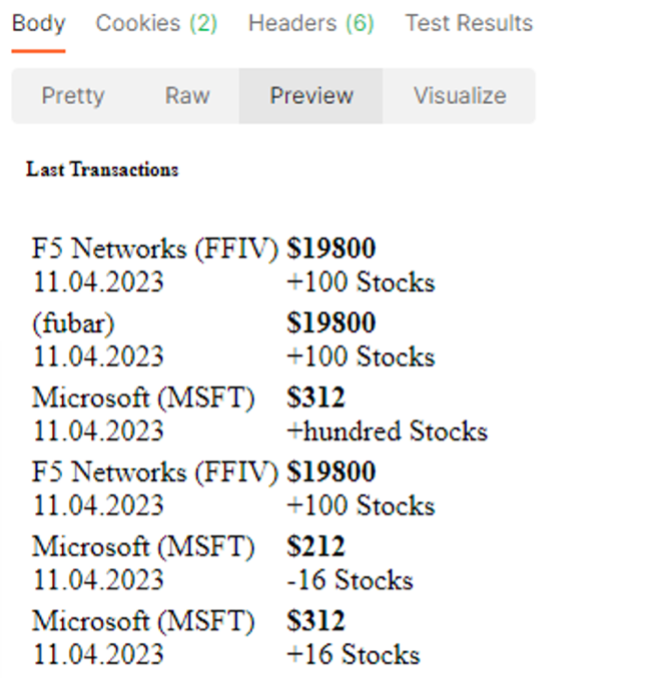 Body Cookies (2) Headers (6) Test Results
Pretty Raw Preview Visualize
Last Transactions
F5 Networks (FFIV) $19800
11.04.2023 +100 Stocks
(fubar) $19800
11.04.2023 +100 Stocks
Microsoft (MSFT) $312
11.04.2023 +hundred Stocks
F5 Networks (FFIV) $19800
11.04.2023 +100 Stocks
Microsoft (MSFT) $212
11.04.2023 -16 Stocks
Microsoft (MSFT) $312
11.04.2023 +16 Stocks